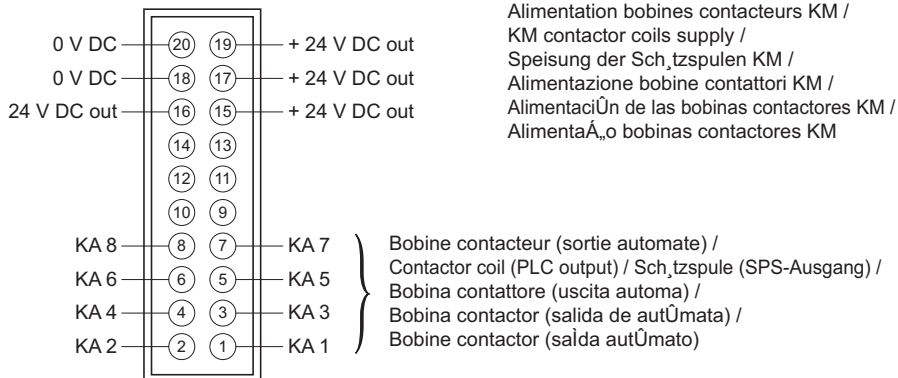 Alimentation bobines contacteurs KM /
KM contactor coils supply /
Speisung der Sch¸tzspulen KM /
Alimentazione bobine contattori KM /
AlimentaciÛn de las bobinas contactores KM /
AlimentaÁ„o bobinas contactores KM
0 V DC 20 19 + 24 V DC out
0 V DC 18 17 + 24 V DC out
24 V DC out 16 15 + 24 V DC out
14 13
12 11
10 9
KA 8 8 7 KA 7
KA 6 6 5 KA 5
KA 4 4 3 KA 3
KA 2 2 1 KA 1
Bobine contacteur (sortie automate) /
Contactor coil (PLC output) / Sch¸tzspule (SPS-Ausgang) /
Bobina contattore (uscita automa) /
Bobina contactor (salida de autÛmata) /
Bobine contactor (saÌda autÛmato)